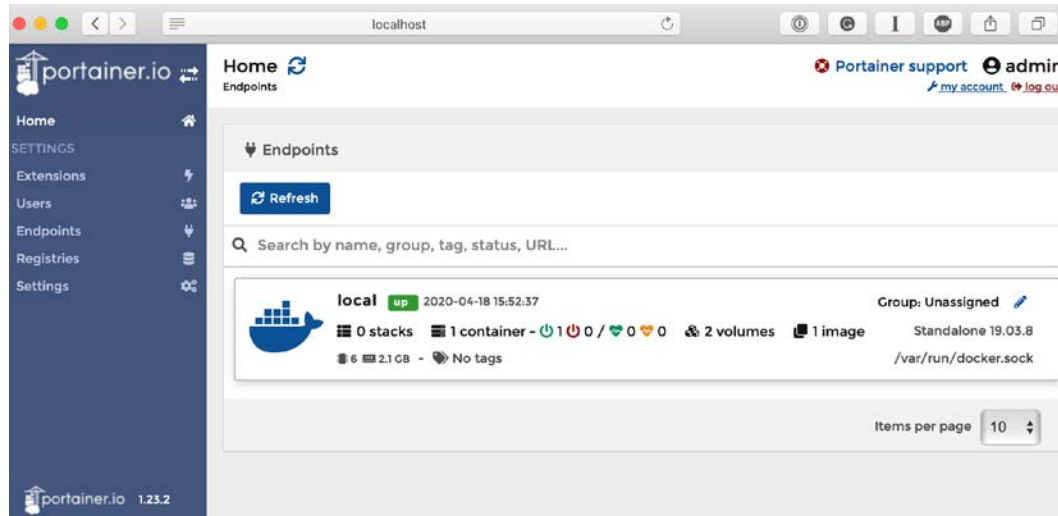 localhost
portainer.io
Home
Endpoints
Portainer support admin
my account log ou
Home
SETTINGS
Extensions
Users
Endpoints
Registries
Settings
Endpoints
Refresh
Search by name, group, tag, status, URL...
local up 2020-04-18 15:52:37 Group: Unassigned
0 stacks 1 container - 1 0 / 0 0 2 volumes 1 image Standalone 19.03.8
6 2.1 GB - No tags /var/run/docker.sock
Items per page 10
portainer.io 1.23.2